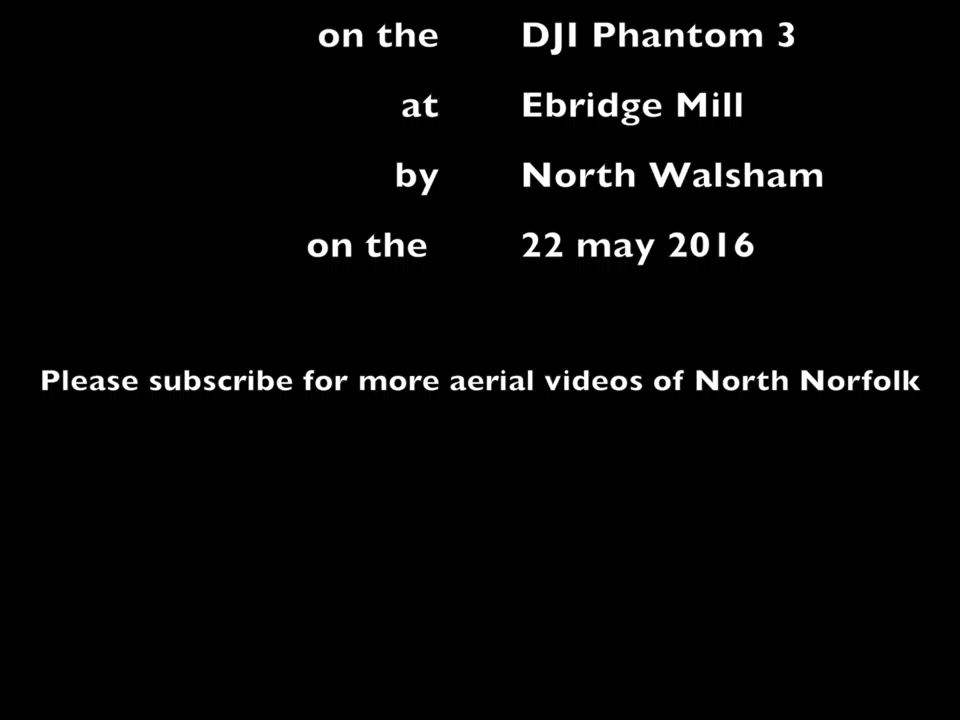 on the DJI Phantom 3
at Ebridge Mill
by North Walsham
on the 22 may 2016
Please subscribe for more aerial videos of North Norfolk